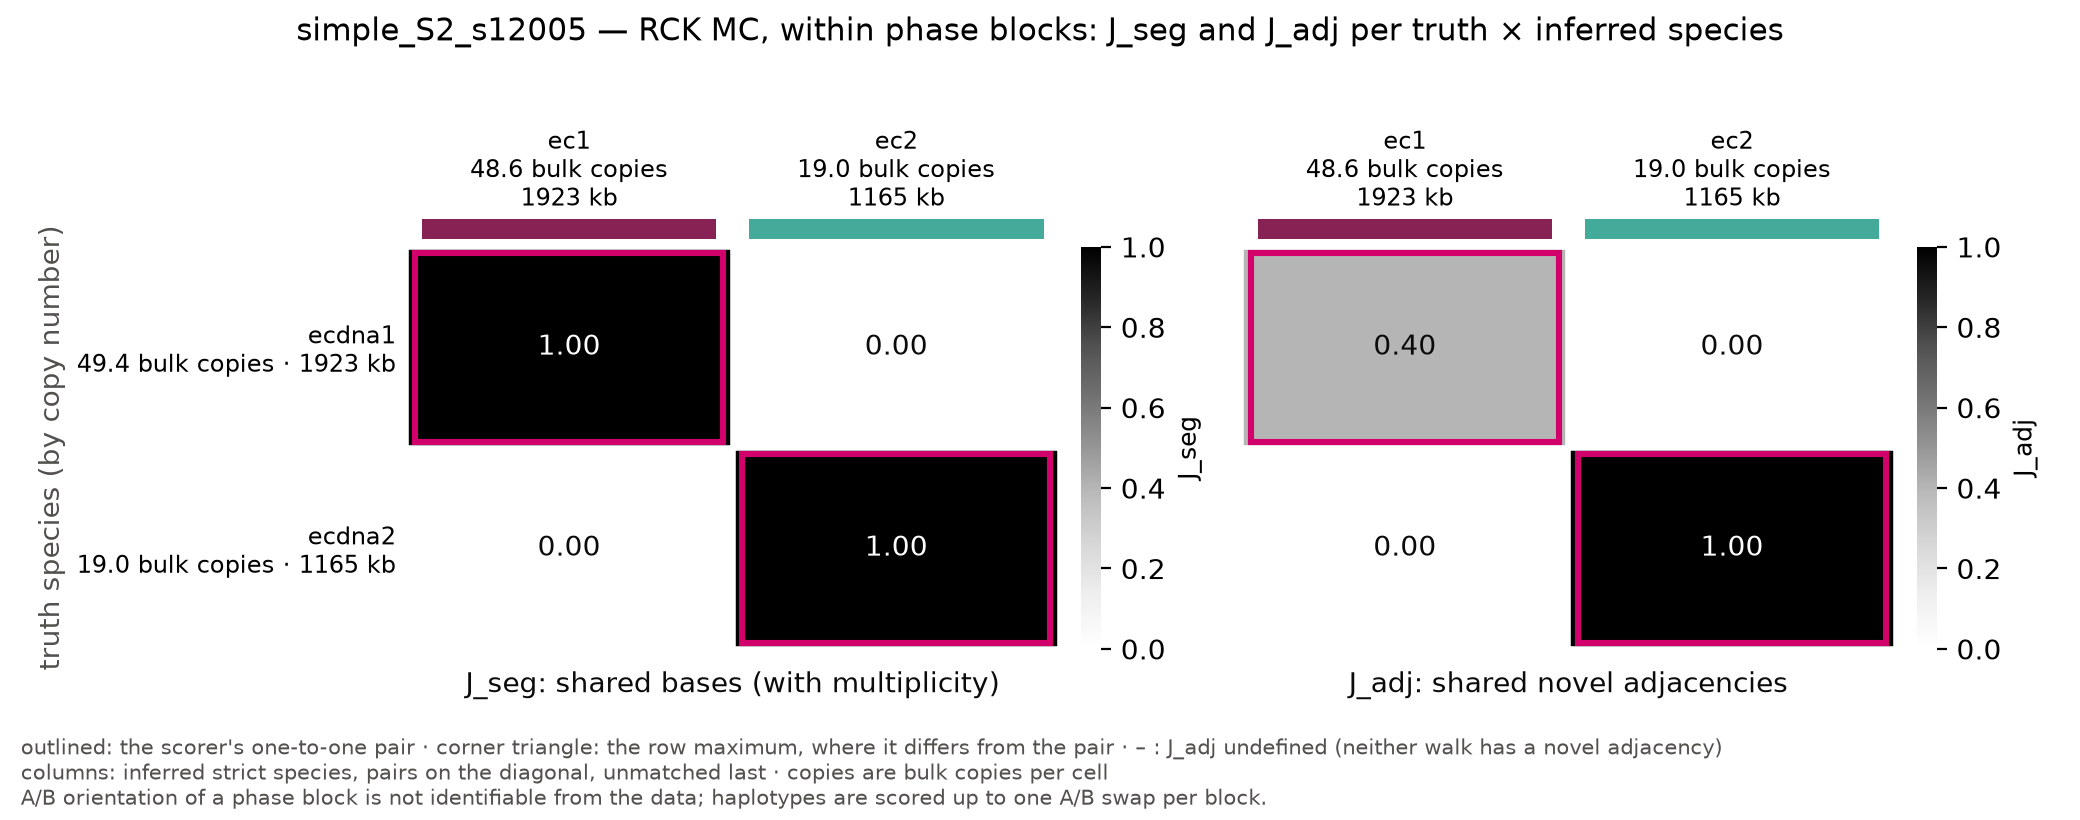 simple_S2_s12005 — RCK MC, within phase blocks: J_seg and J_adj per truth × inferred species
ec1
48.6 bulk copies
1923 kb
ec2
19.0 bulk copies
1165 kb
ec1
48.6 bulk copies
1923 kb
ec2
19.0 bulk copies
1165 kb
truth species (by copy number)
ecdna1
49.4 bulk copies · 1923 kb
ecdna2
19.0 bulk copies · 1165 kb
1.00
0.00
0.00
1.00
1.0
0.8
0.6
0.4
0.2
0.0
J_seg
0.40
0.00
0.00
1.00
1.0
0.8
0.6
0.4
0.2
0.0
J_adj
J_seg: shared bases (with multiplicity)
J_adj: shared novel adjacencies
outlined: the scorer's one-to-one pair · corner triangle: the row maximum, where it differs from the pair · – : J_adj undefined (neither walk has a novel adjacency)
columns: inferred strict species, pairs on the diagonal, unmatched last · copies are bulk copies per cell
A/B orientation of a phase block is not identifiable from the data; haplotypes are scored up to one A/B swap per block.